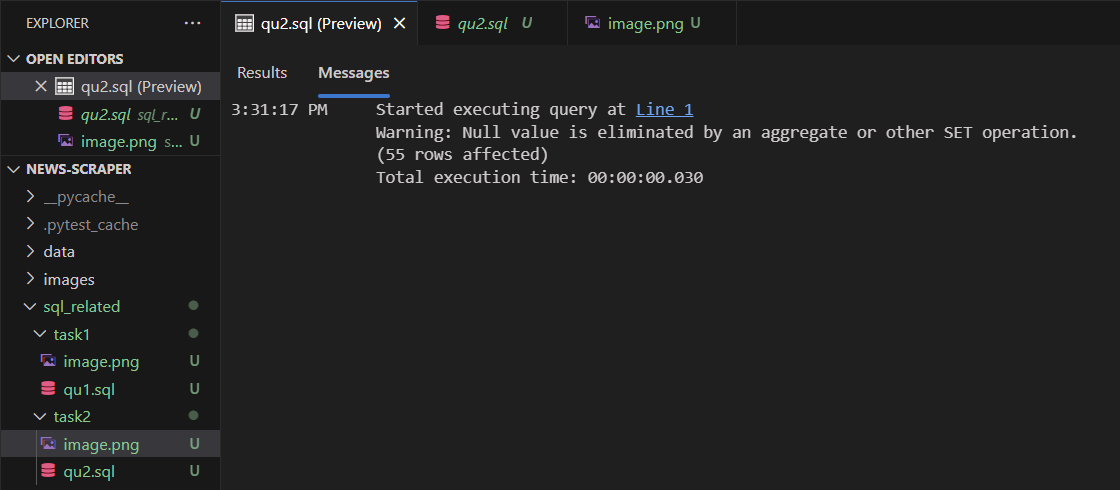 EXPLORER ···
OPEN EDITORS
qu2.sql (Preview)
qu2.sql sql_r... U
image.png s... U
NEWS-SCRAPER
__pycache__
.pytest_cache
data
images
sql_related
task1
image.png U
qu1.sql U
task2
image.png U
qu2.sql U
qu2.sql (Preview) qu2.sql U image.png U
Results Messages
3:31:17 PM Started executing query at Line 1
Warning: Null value is eliminated by an aggregate or other SET operation.
(55 rows affected)
Total execution time: 00:00:00.030